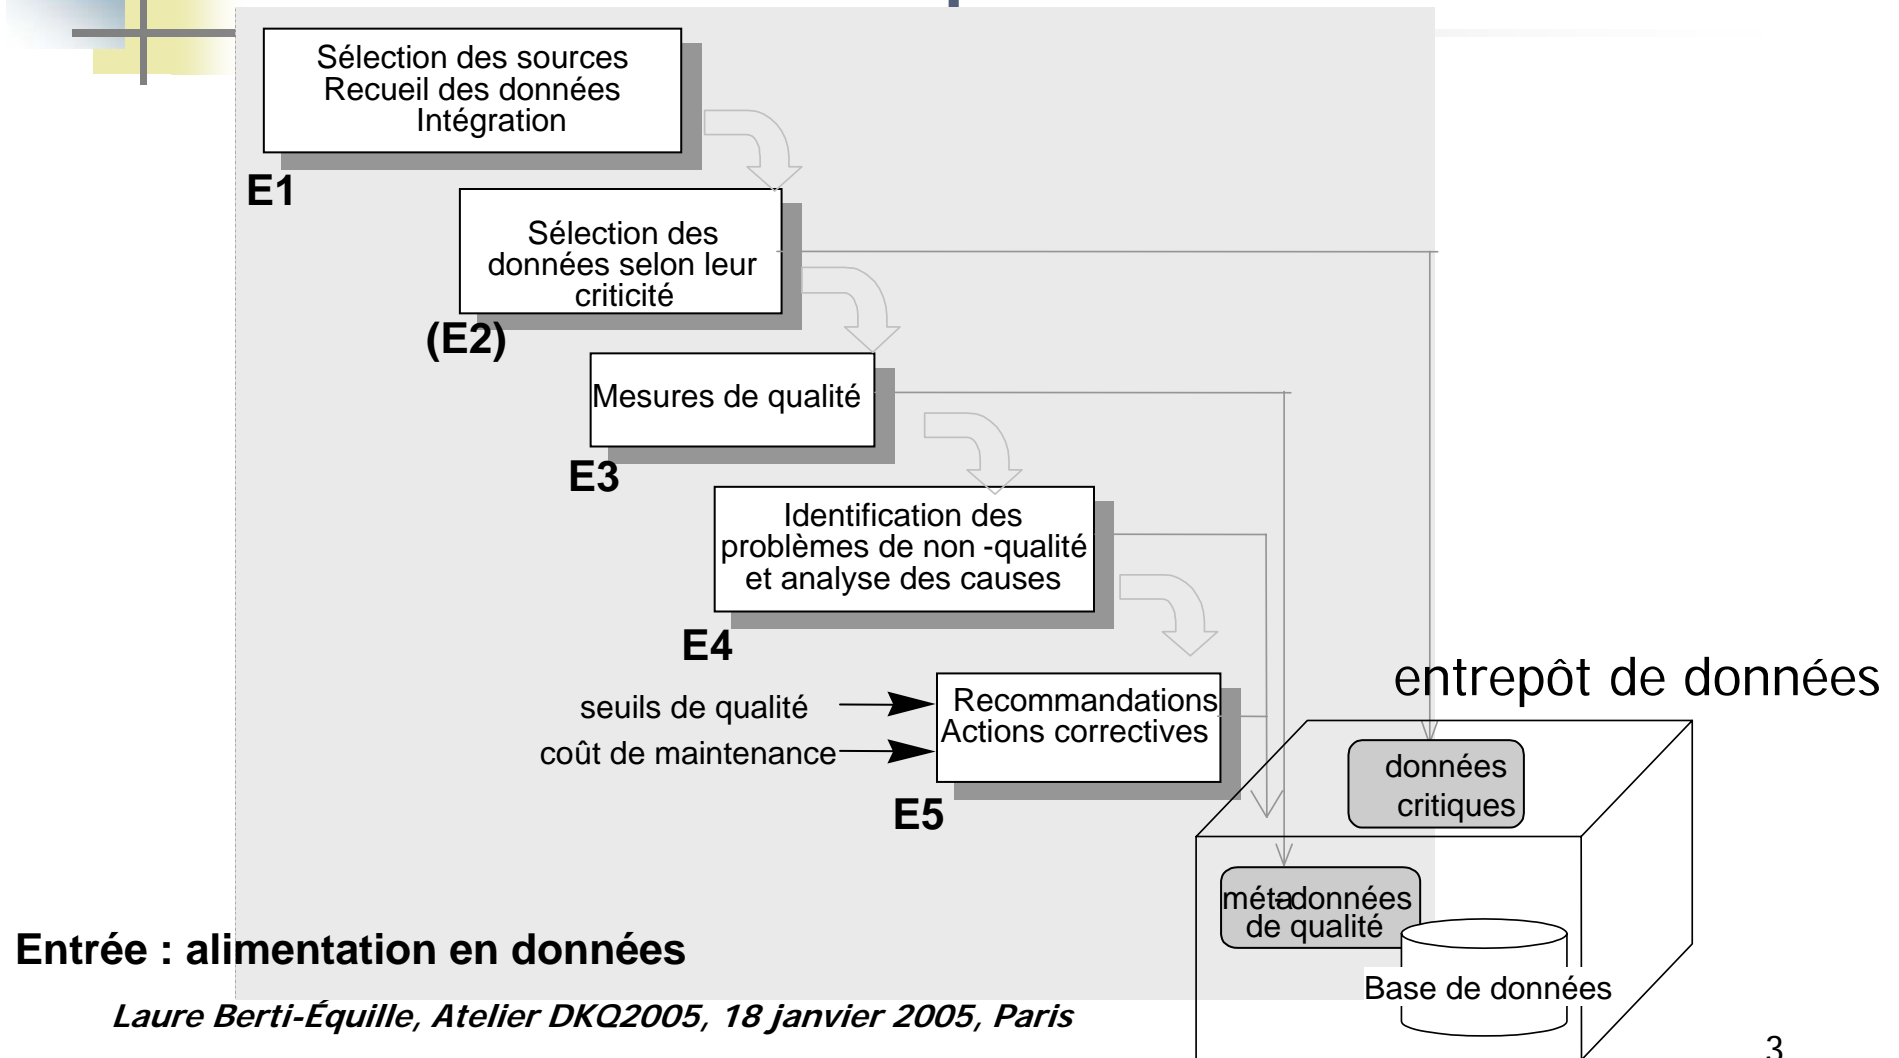 Sélection des sources
Recueil des données
Intégration
E1
Sélection des
données selon leur
criticité
(E2)
Mesures de qualité
E3
Identification des
problèmes de non -qualité
et analyse des causes
E4
seuils de qualité
coût de maintenance
Recommandations
Actions correctives
E5
entrepôt de données
données
critiques
méta-données
de qualité
Base de données
Entrée : alimentation en données
Laure Berti-Équille, Atelier DKQ2005, 18 janvier 2005, Paris
3